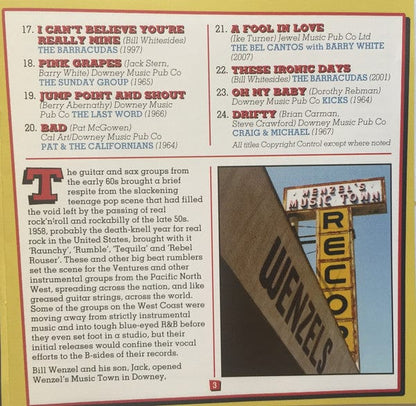 17. I CAN'T BELIEVE YOU'RE
REALLY MINE (Bill Whitesides)
THE BARRACUDAS (1997)
18. PINK GRAPES (Jack Stern,
Barry White) Downey Music Pub Co
THE SUNDAY GROUP (1965)
19. JUMP POINT AND SHOUT
(Berry Abernathy) Downey Music
Pub Co THE LAST WORD (1966)
20. BAD (Pat McGowen)
Cal Art/Downey Music Pub Co
PAT & THE CALIFORNIANS (1964)
21. A FOOL IN LOVE
(Ike Turner) Jewel Music Pub Co Ltd
THE BEL CANTOS with BARRY WHITE
(2007)
22. THESE IRONIC DAYS
(Bill Whitesides) THE BARRACUDAS (2001)
23. OH MY BABY (Dorothy Rebman)
Downey Music Pub Co KICKS (1964)
24. DRIFTY (Brian Carman,
Steve Crawford) Downey Music Pub Co
CRAIG & MICHAEL (1967)
All titles Copyright Control except where noted
The guitar and sax groups from
the early 60s brought a brief
respite from the slackening
teenage pop scene that had filled
the void left by the passing of real
rock'n'roll and rockabilly of the late 50s.
1958, probably the death-knell year for real
rock in the United States, brought with it
'Raunchy', 'Rumble', 'Tequila' and 'Rebel
Rouser'. These and other big beat rumblers
set the scene for the Ventures and other
instrumental groups from the Pacific North
West, spreading across the nation, and like
greased guitar strings, across the world.
Some of the groups on the West Coast were
moving away from strictly instrumental
music and into tough blue-eyed R&B before
they even set foot in a studio, but their
initial releases would confine their vocal
efforts to the B-sides of their records.
Bill Wenzel and his son, Jack, opened
Wenzel's Music Town in Downey,
WENZEL'S
MUSIC TOWN
RECO
WENZEL'S
3